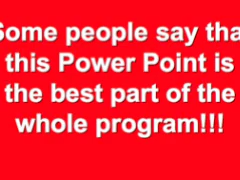 Some people say tha
this Power Point is
the best part of the
whole program!!!